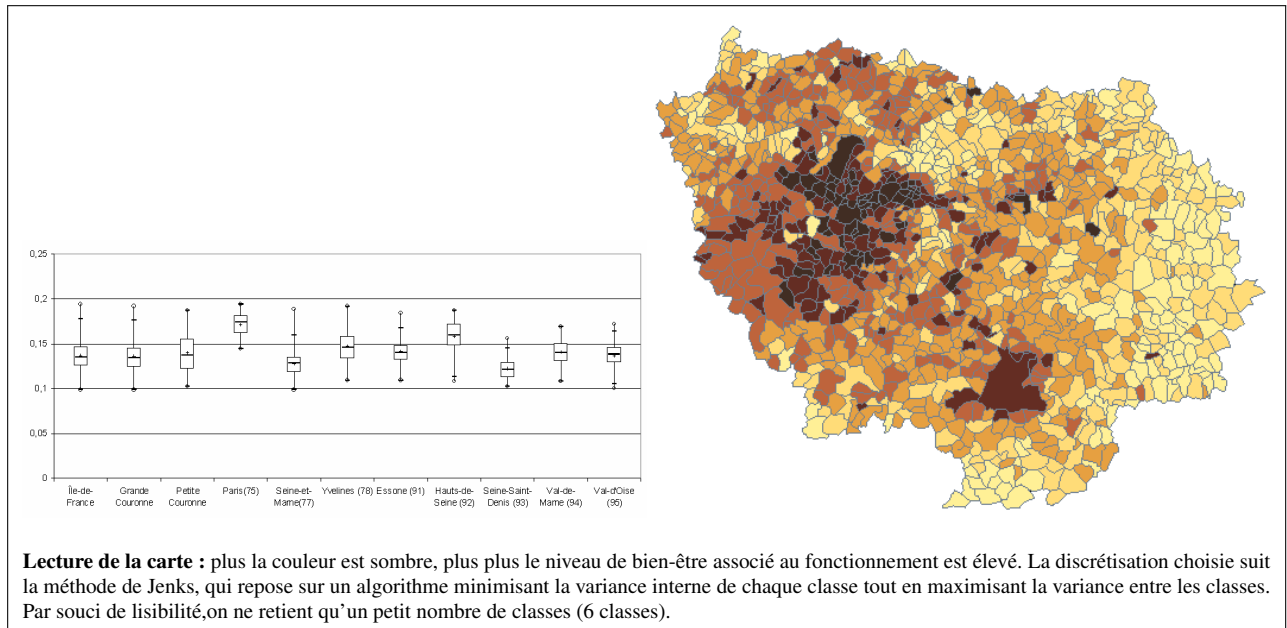 0,25
0,2
0,15
0,1
0,05
0
Île-de-
France
Grande
Couronne
Petite
Couronne
Paris(75)
Seine-et-
Marne(77)
Yvelines (78)
Essone (91)
Hauts-de-
Seine (92)
Seine-Saint-
Denis (93)
Val-de-
Marne (94)
Val-d'Oise
(95)
Lecture de la carte : plus la couleur est sombre, plus plus le niveau de bien-être associé au fonctionnement est élevé. La discrétisation choisie suit
la méthode de Jenks, qui repose sur un algorithme minimisant la variance interne de chaque classe tout en maximisant la variance entre les classes.
Par souci de lisibilité,on ne retient qu'un petit nombre de classes (6 classes).